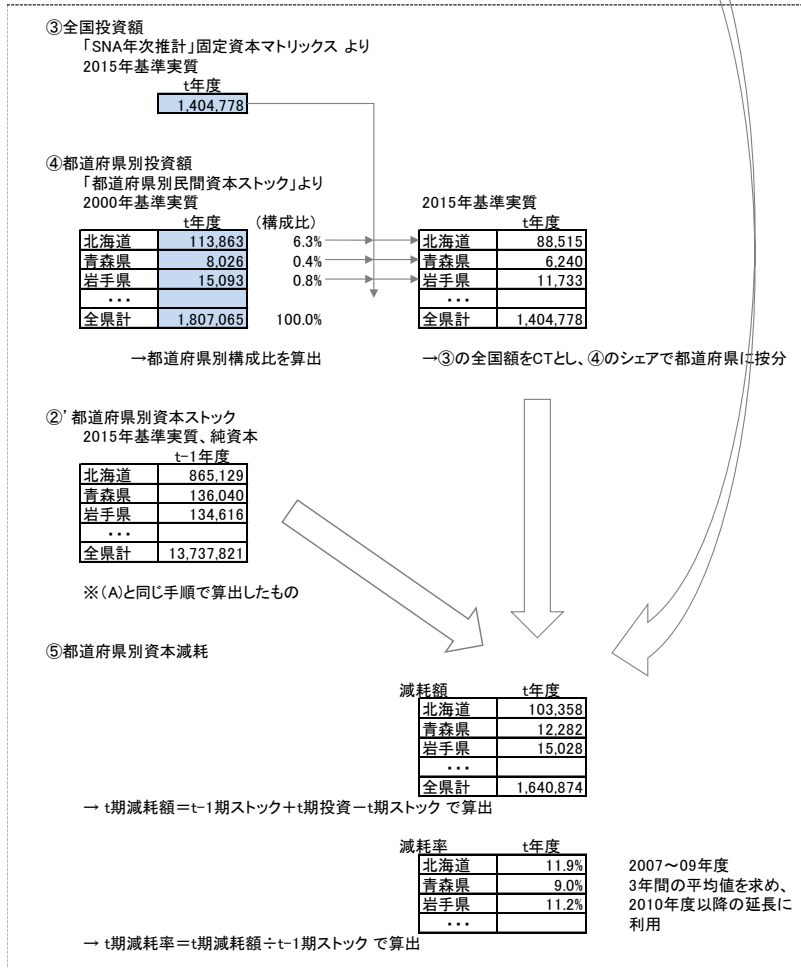 ③全国投資額
「SNA年次推計」固定資本マトリックス より
2015年基準実質
t年度
1,404,778
④都道府県別投資額
「都道府県別民間資本ストック」より
2000年基準実質
t年度 (構成比)
北海道 113,863 6.3%
青森県 8,026 0.4%
岩手県 15,093 0.8%
・・・
全県計 1,807,065 100.0%
→都道府県別構成比を算出
2015年基準実質
t年度
北海道 88,515
青森県 6,240
岩手県 11,733
・・・
全県計 1,404,778
→③の全国額をCTとし、④のシェアで都道府県に按分
②’都道府県別資本ストック
2015年基準実質、純資本
t-1年度
北海道 865,129
青森県 136,040
岩手県 134,616
・・・
全県計 13,737,821
※(A)と同じ手順で算出したもの
⑤都道府県別資本減耗
減耗額 t年度
北海道 103,358
青森県 12,282
岩手県 15,028
・・・
全県計 1,640,874
→ t期減耗額=t-1期ストック+t期投資-t期ストック で算出
減耗率 t年度
北海道 11.9%
青森県 9.0%
岩手県 11.2%
・・・
2007~09年度
3年間の平均値を求め、
2010年度以降の延長に
利用
→ t期減耗率=t期減耗額÷t-1期ストック で算出